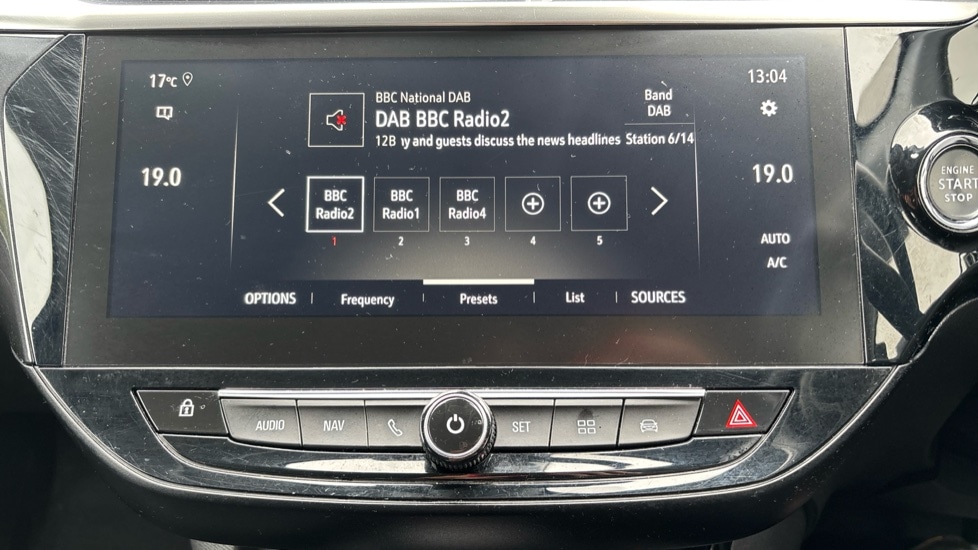 17°C
13:04
BBC National DAB
DAB BBC Radio2
12B ry and guests discuss the news headlines
Band
DAB
Station 6/14
19.0
19.0
BBC
Radio2
BBC
Radio1
BBC
Radio4
1
2
3
4
5
AUTO
A/C
OPTIONS
Frequency
Presets
List
SOURCES
ENGINE
START
STOP
AUDIO
NAV
SET